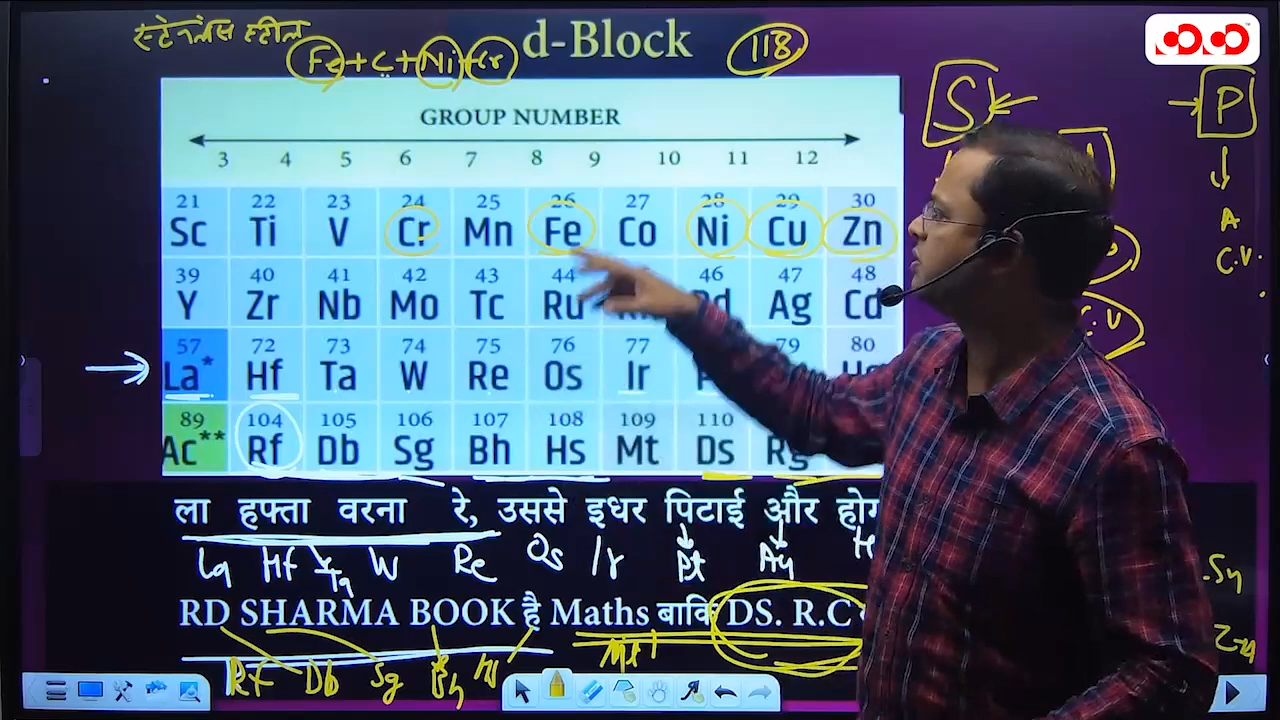 स्टेनलेस स्टील
Fe+C+Ni+Cr
d-Block
118
GROUP NUMBER
3 4 5 6 7 8 9 10 11 12
21 22 23 24 25 26 27 28 29 30
Sc Ti V Cr Mn Fe Co Ni Cu Zn
39 40 41 42 43 44 46 47 48
Y Zr Nb Mo Tc Ru Pd Ag Cd
57 72 73 74 75 76 77 79 80
La* Hf Ta W Re Os Ir
89 104 105 106 107 108 109 110
Ac** Rf Db Sg Bh Hs Mt Ds Rg
S
P
A
C.V.
ला हफ्ता वरना रे, उससे इधर पिटाई और
La Hf Ta W Re Os Ir Pt Au
RD SHARMA BOOK है Maths बाकि DS. R.C
Rf Db Sg Bh Mt